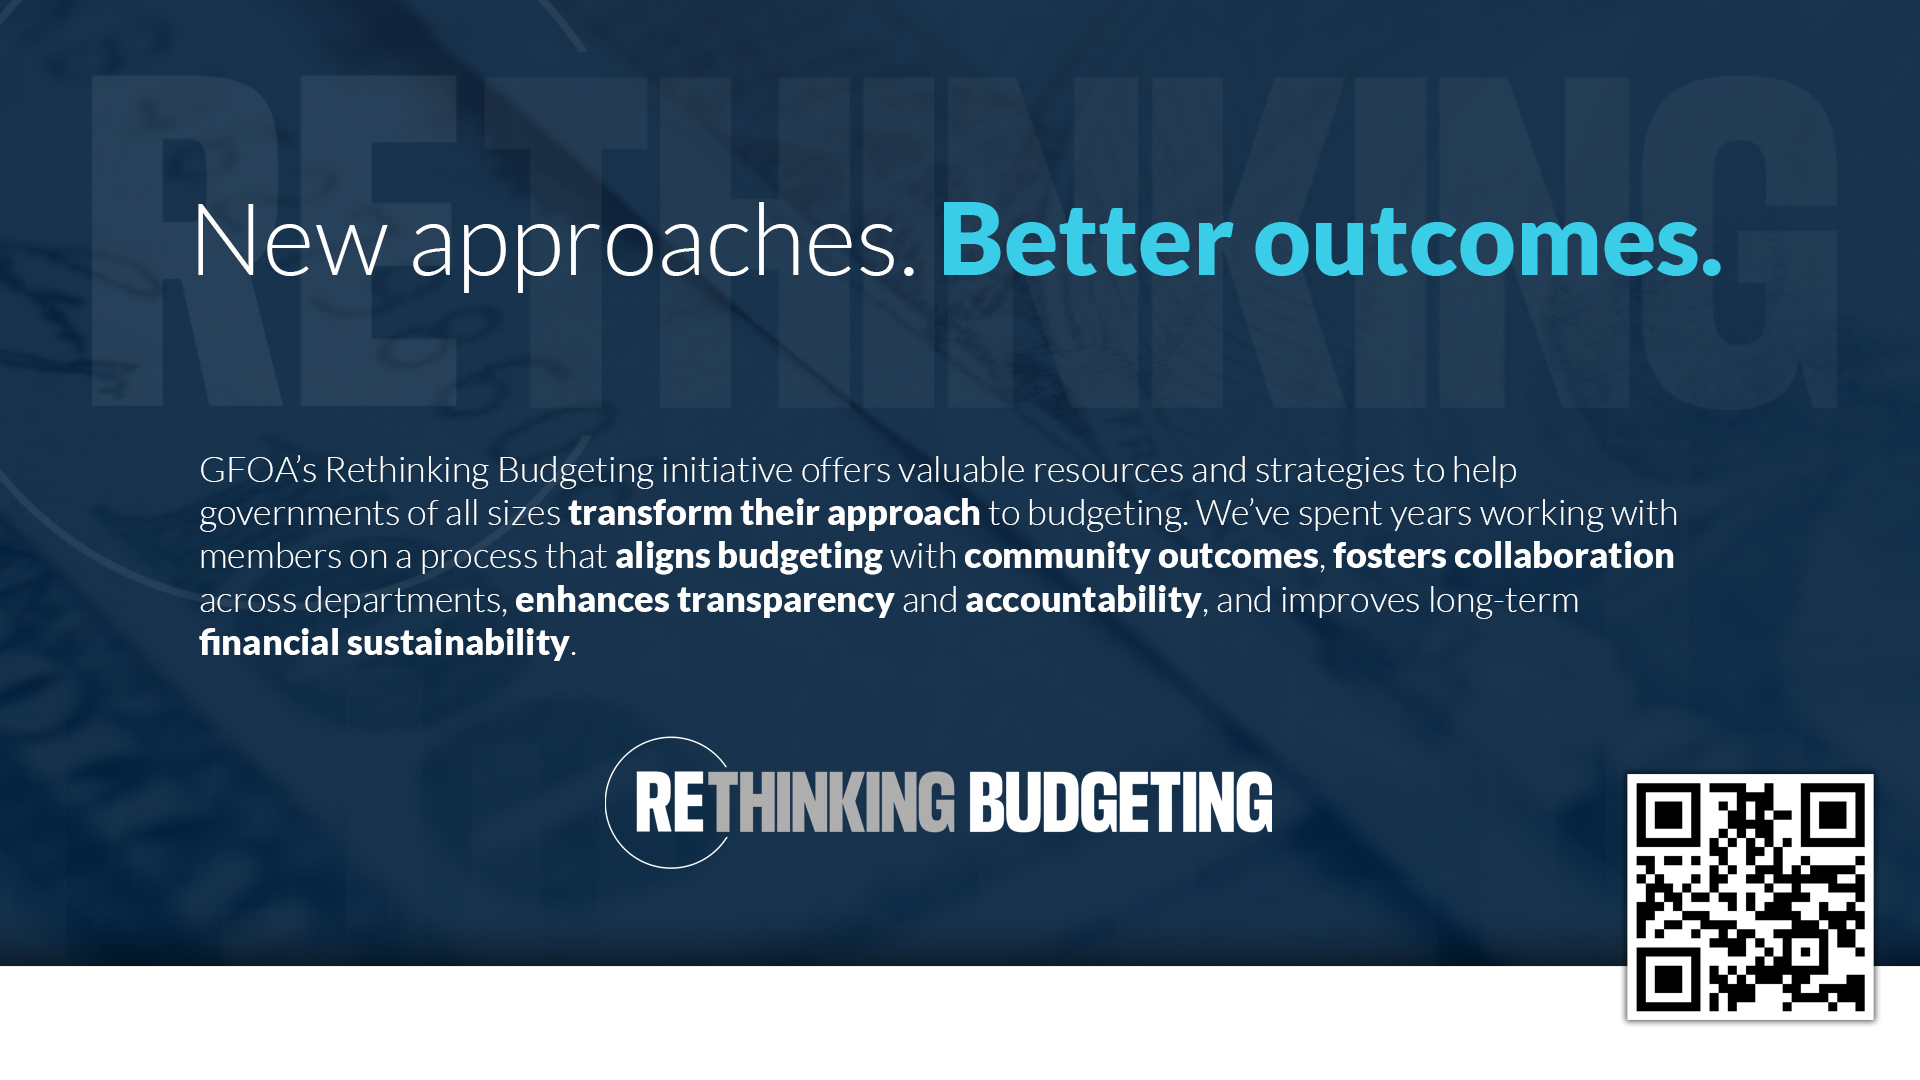 RETHINKING
New approaches. Better outcomes.
GFOA’s Rethinking Budgeting initiative offers valuable resources and strategies to help
governments of all sizes transform their approach to budgeting. We’ve spent years working with
members on a process that aligns budgeting with community outcomes, fosters collaboration
across departments, enhances transparency and accountability, and improves long-term
financial sustainability.
RETHINKING BUDGETING